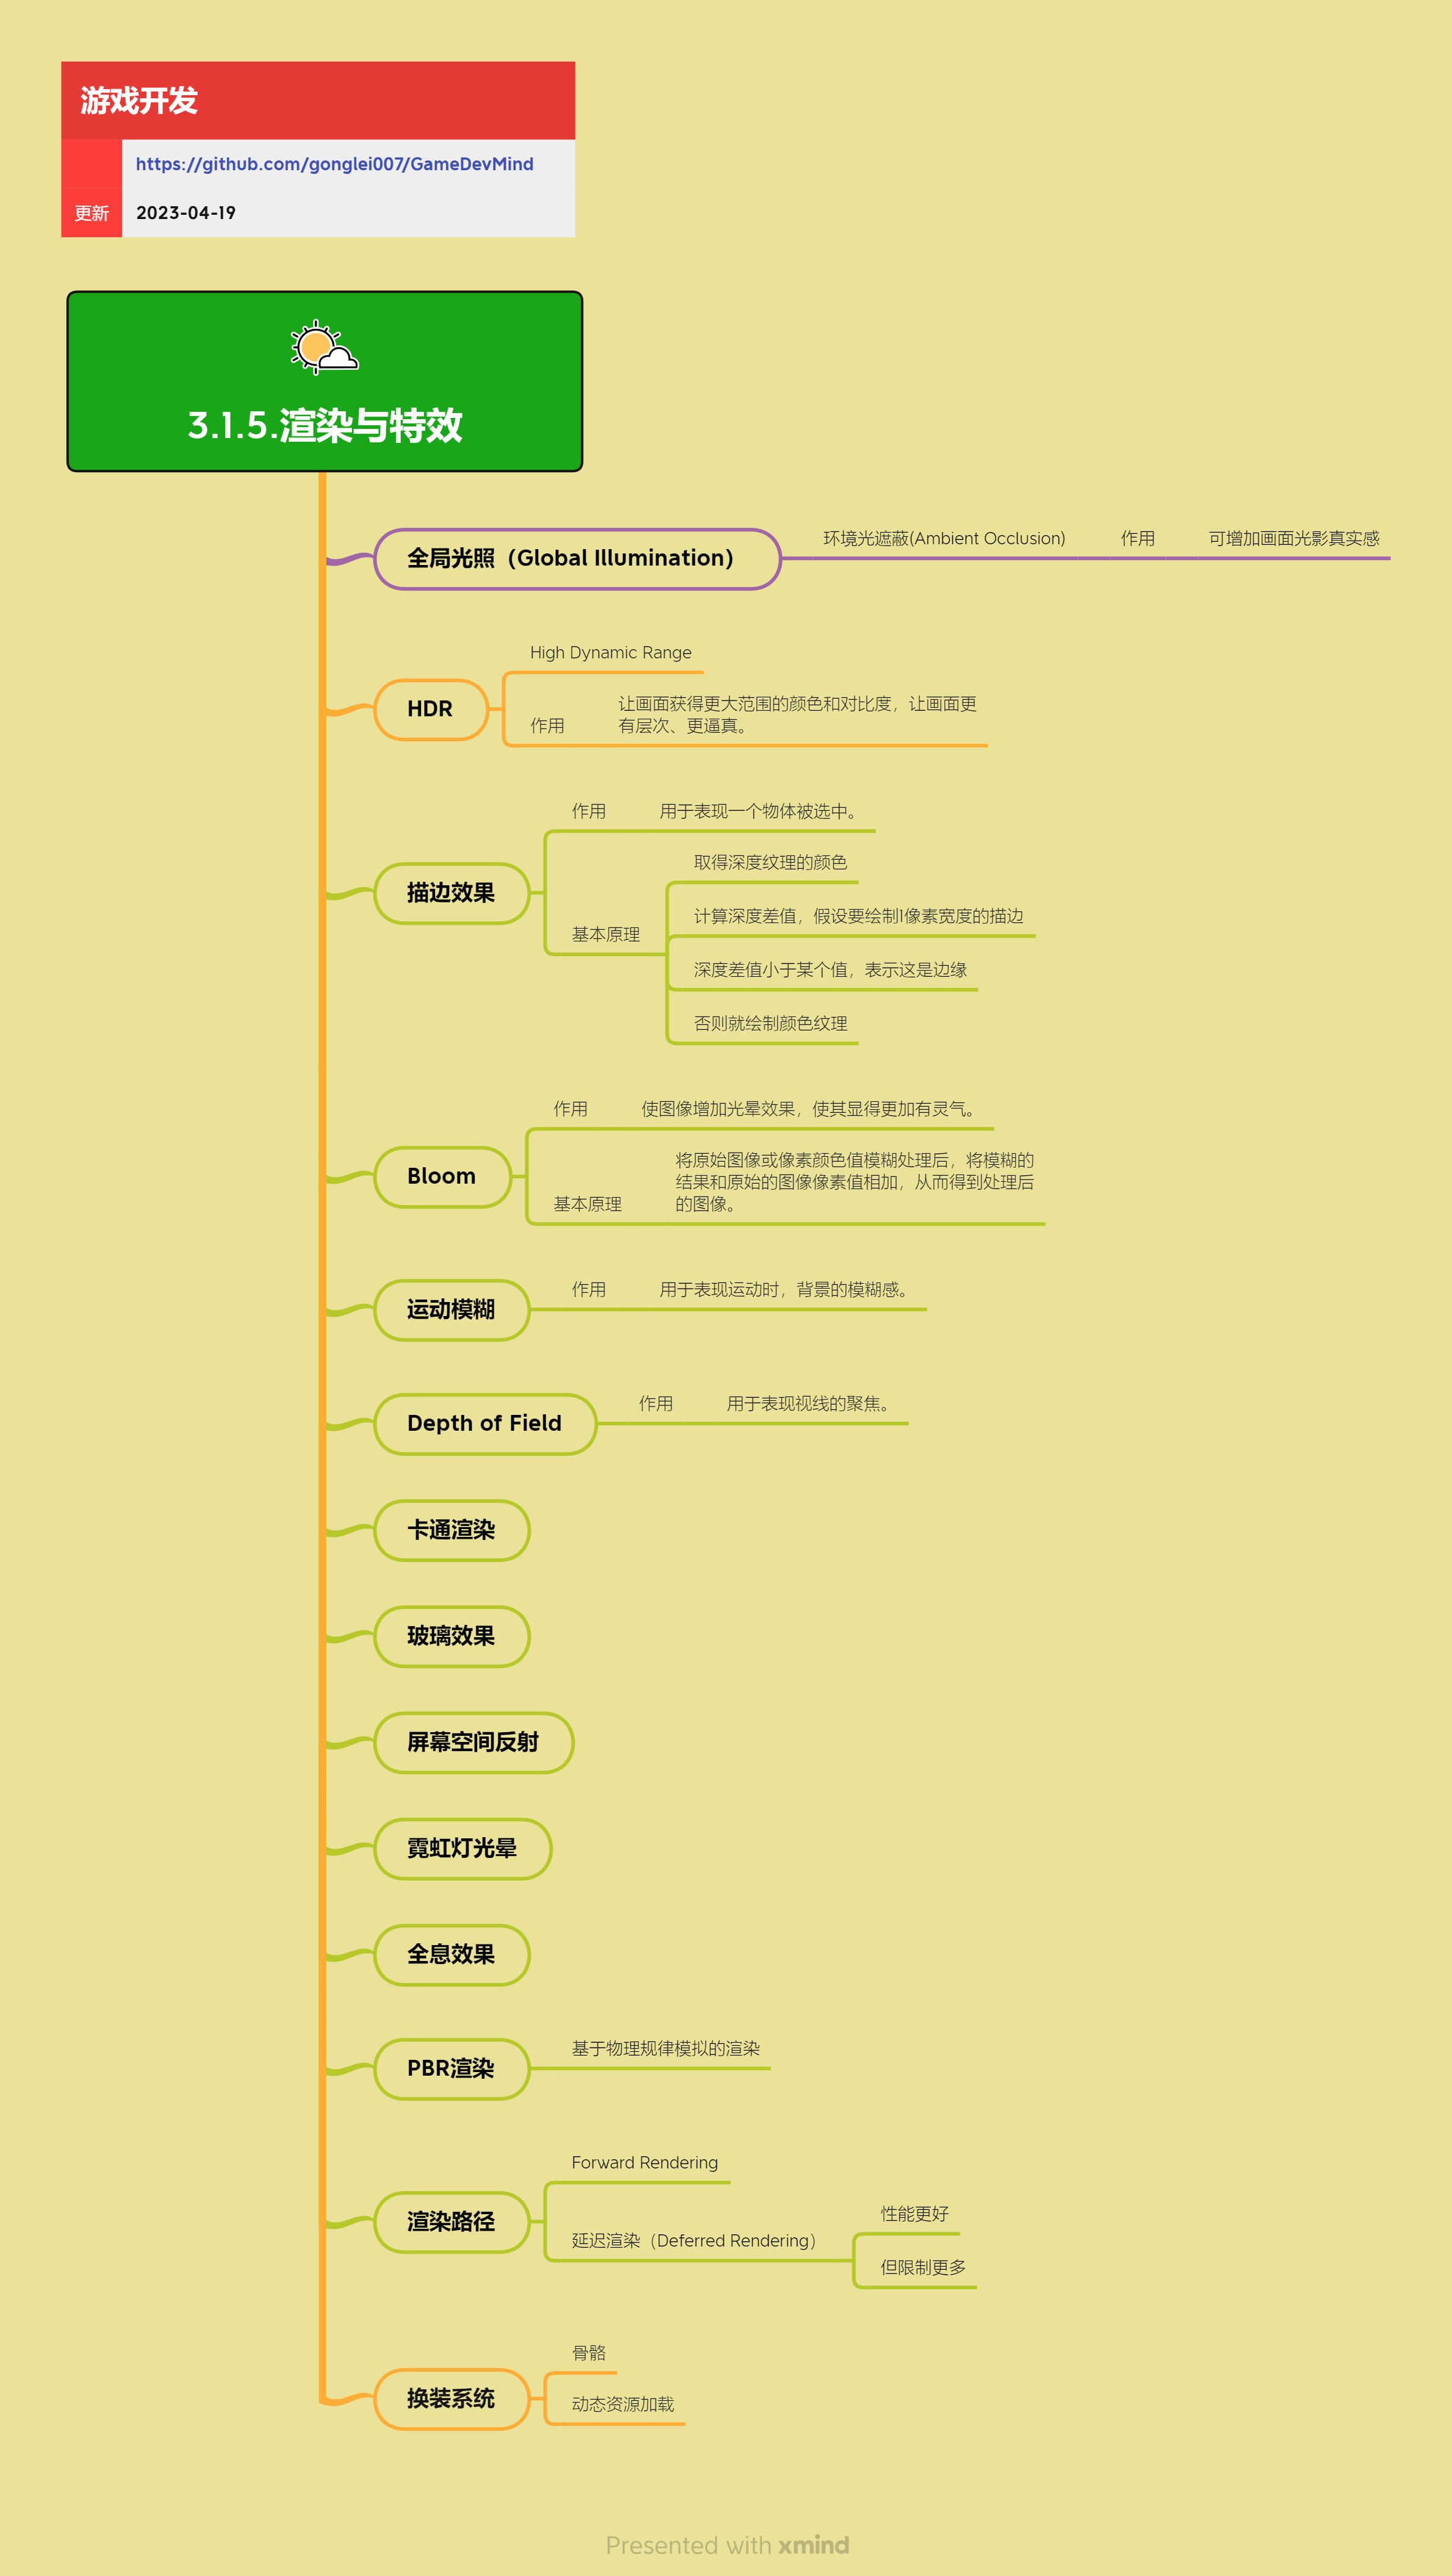 游戏开发
https://github.com/gonglei007/GameDevMind
更新 2023-04-19
3.1.5.渲染与特效
全局光照（Global Illumination）
环境光遮蔽(Ambient Occlusion)
作用
可增加画面光影真实感
HDR
High Dynamic Range
作用
让画面获得更大范围的颜色和对比度，让画面更
有层次、更逼真。
描边效果
作用
用于表现一个物体被选中。
基本原理
取得深度纹理的颜色
计算深度差值，假设要绘制1像素宽度的描边
深度差值小于某个值，表示这是边缘
否则就绘制颜色纹理
Bloom
作用
使图像增加光晕效果，使其显得更加有灵气。
基本原理
将原始图像或像素颜色值模糊处理后，将模糊的
结果和原始的图像像素值相加，从而得到处理后
的图像。
运动模糊
作用
用于表现运动时，背景的模糊感。
Depth of Field
作用
用于表现视线的聚焦。
卡通渲染
玻璃效果
屏幕空间反射
霓虹灯光晕
全息效果
PBR渲染
基于物理规律模拟的渲染
渲染路径
Forward Rendering
延迟渲染（Deferred Rendering）
性能更好
但限制更多
换装系统
骨骼
动态资源加载
Presented with xmind